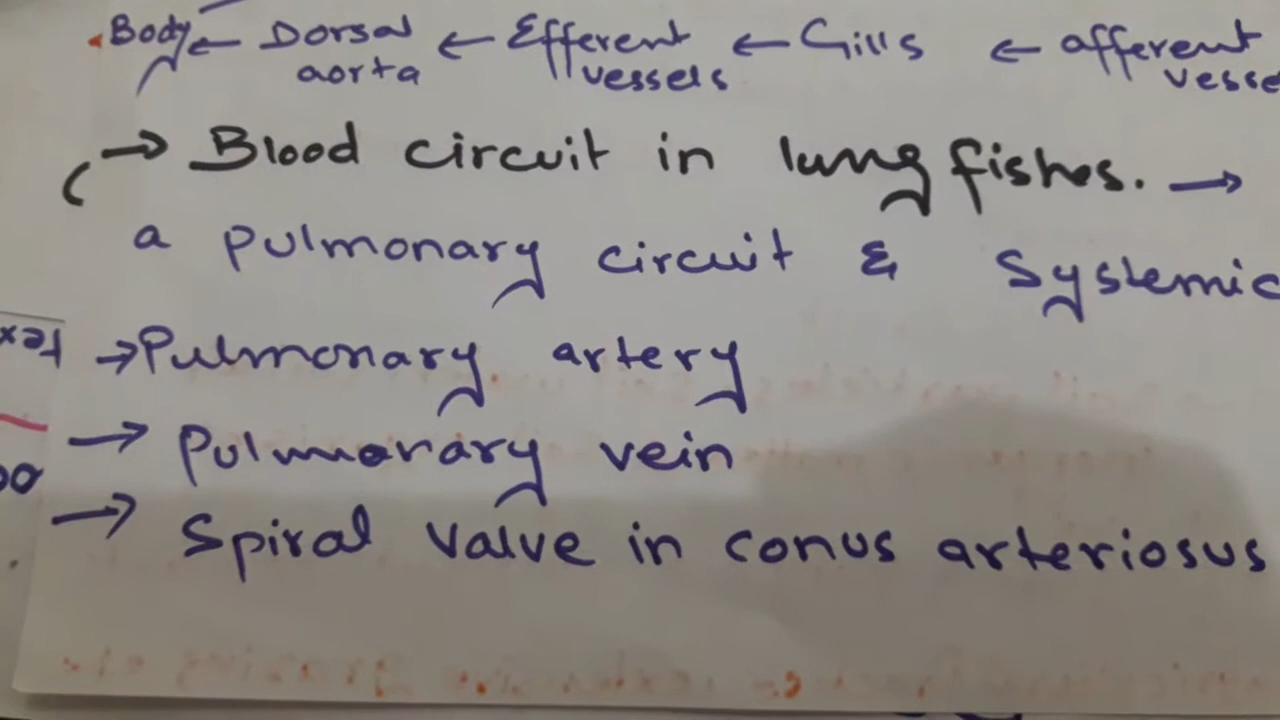 Body ← Dorsal aorta ← Efferent vessels ← Gills ← afferent vesse
→ Blood circuit in lung fishes. →
a pulmonary circuit & Systemic
→ Pulmonary artery
→ Pulmonary vein
→ Spiral valve in conus arteriosus